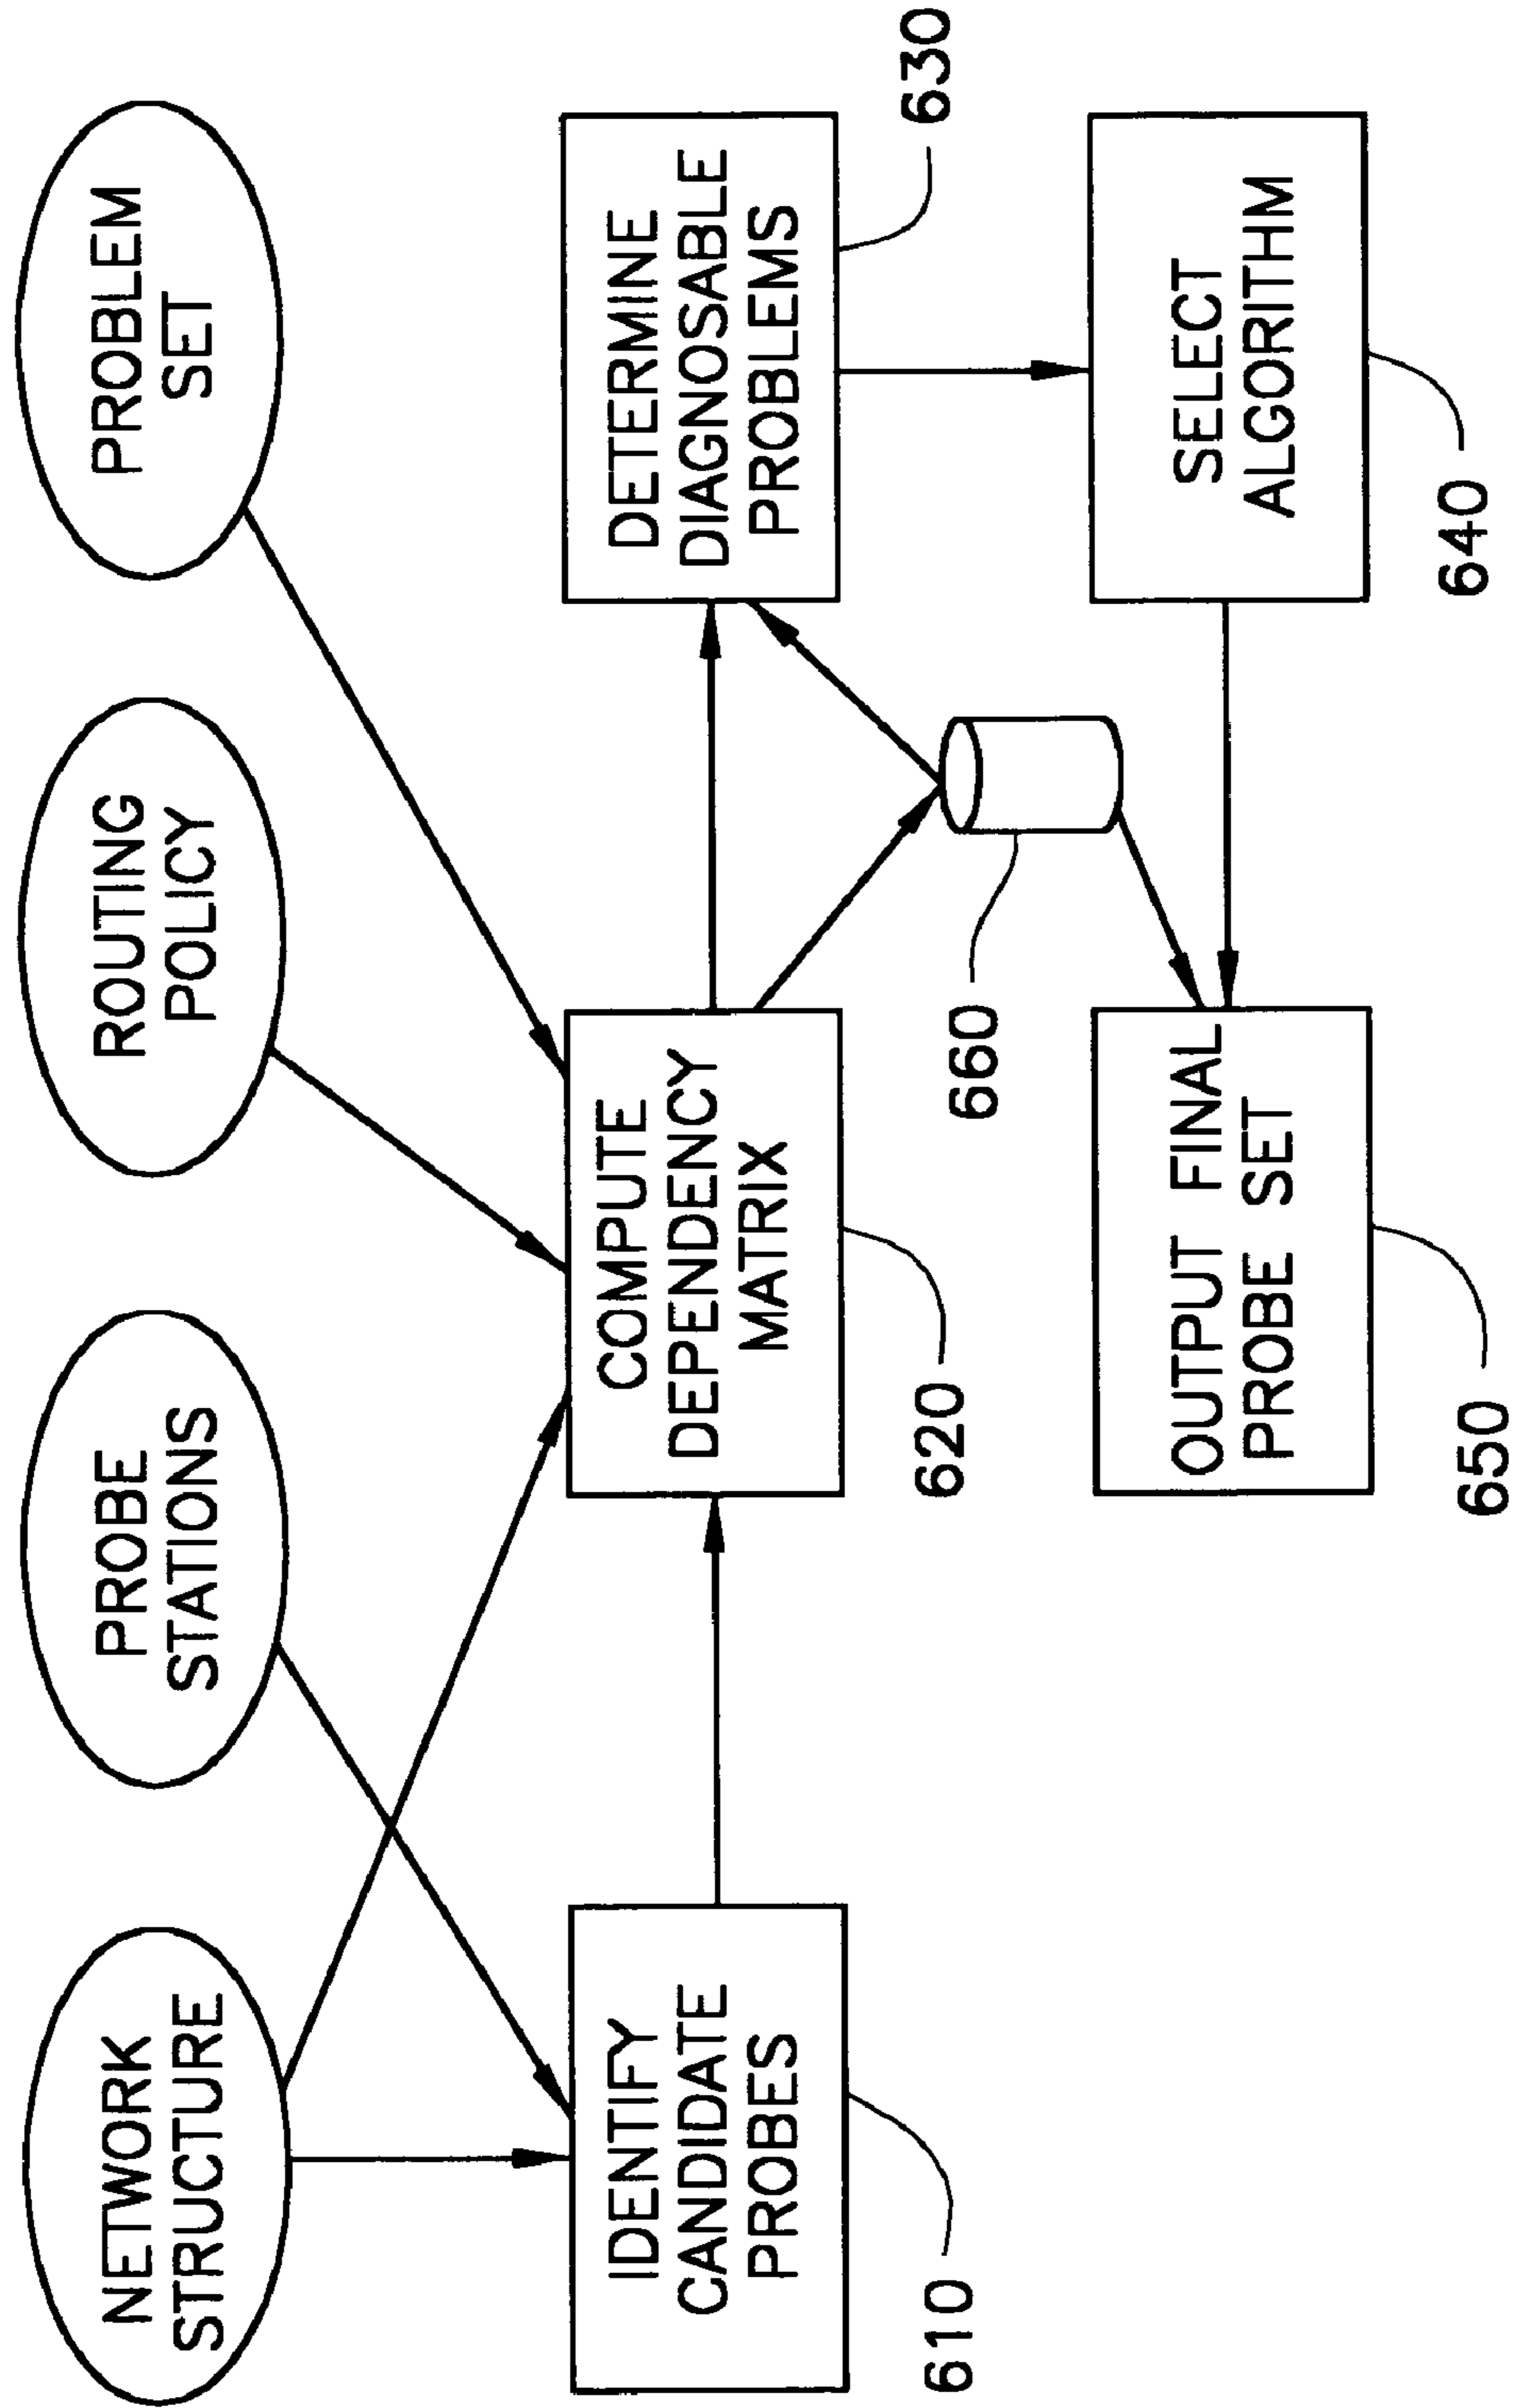 NETWORK
STRUCTURE
PROBE
STATIONS
ROUTING
POLICY
PROBLEM
SET
IDENTIFY
CANDIDATE
PROBES
610
COMPUTE
DEPENDENCY
MATRIX
620
DETERMINE
DIAGNOSABLE
PROBLEMS
630
660
OUTPUT FINAL
PROBE SET
650
SELECT
ALGORITHM
640